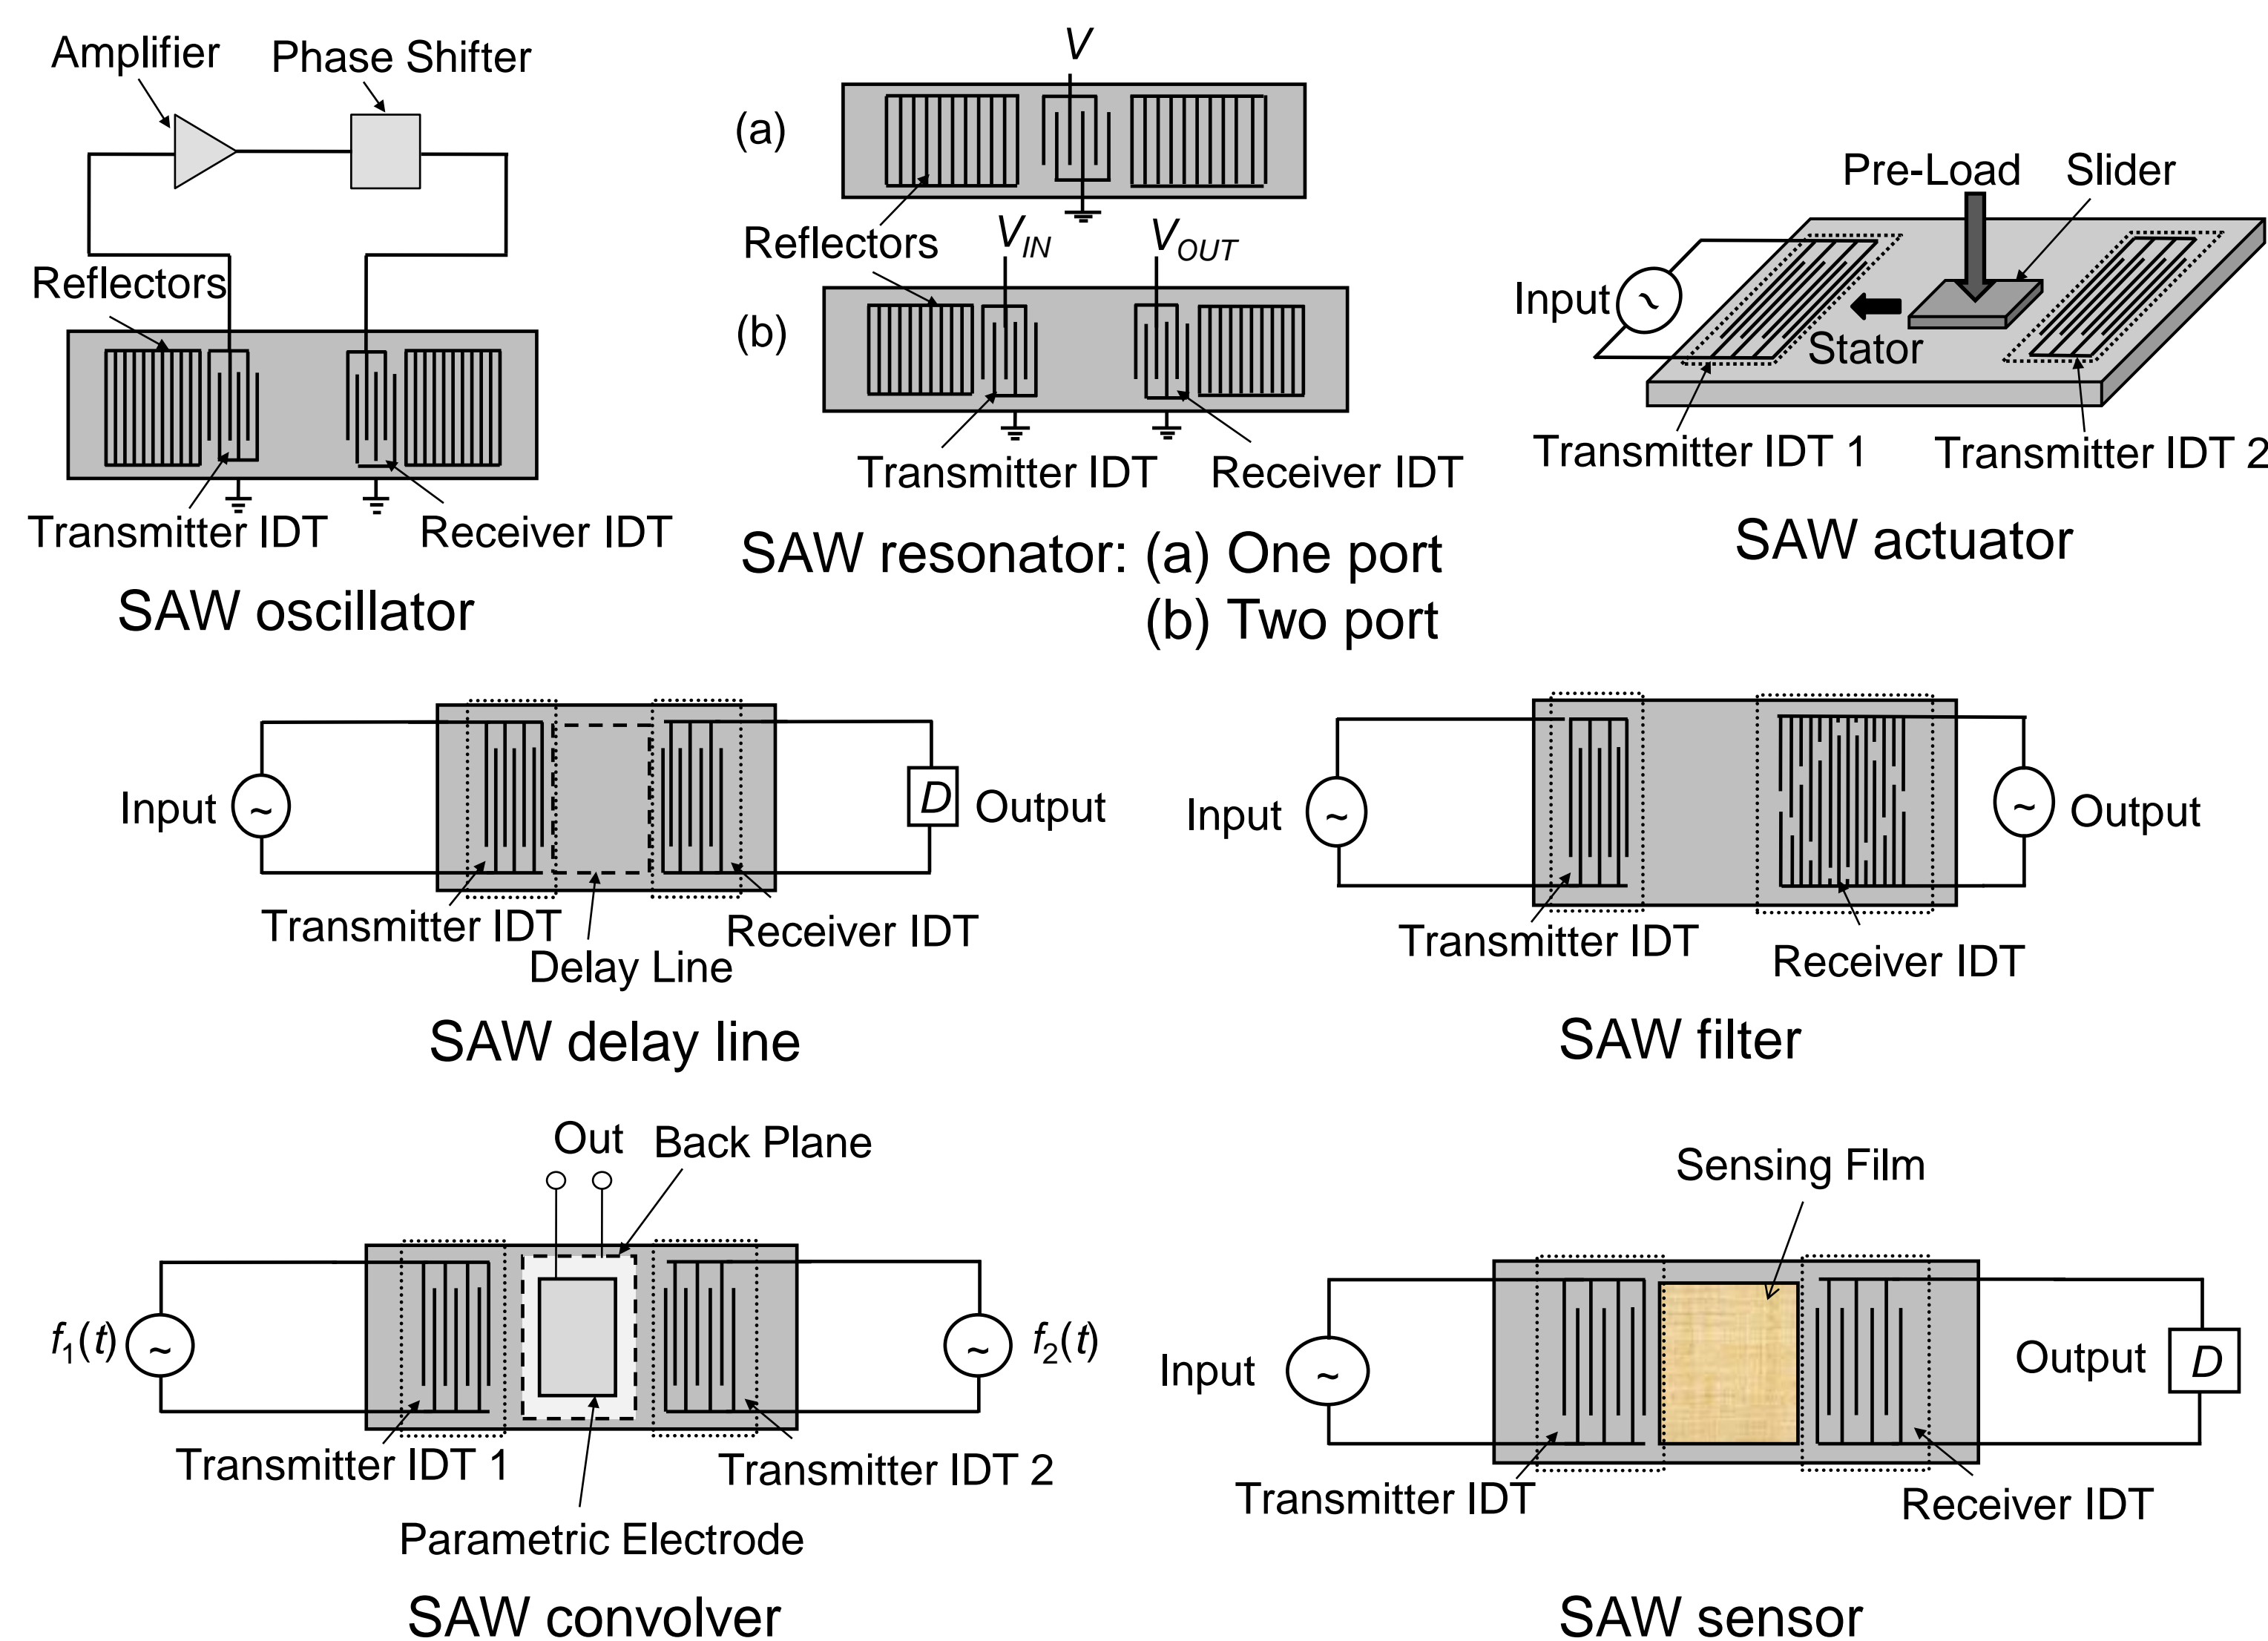 Amplifier
Phase Shifter
Reflectors
Transmitter IDT
Receiver IDT
SAW oscillator
V
(a)
Reflectors
V_IN
V_OUT
(b)
Transmitter IDT
Receiver IDT
SAW resonator: (a) One port
(b) Two port
Pre-Load
Slider
Input
~
Stator
Transmitter IDT 1
Transmitter IDT 2
SAW actuator
Input
~
D
Output
Transmitter IDT
Receiver IDT
Delay Line
SAW delay line
Input
~
~
Output
Transmitter IDT
Receiver IDT
SAW filter
Out
Back Plane
f₁(t)
~
~
f₂(t)
Transmitter IDT 1
Transmitter IDT 2
Parametric Electrode
SAW convolver
Sensing Film
Input
~
Output
D
Transmitter IDT
Receiver IDT
SAW sensor